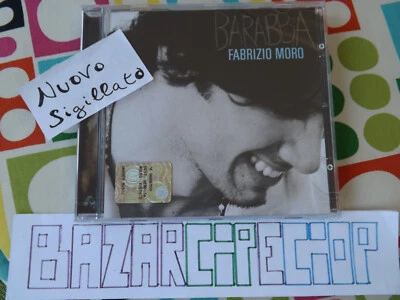 BARABBA
FABRIZIO MORO
Nuovo
Sigillato
BAZARCIPECIOP